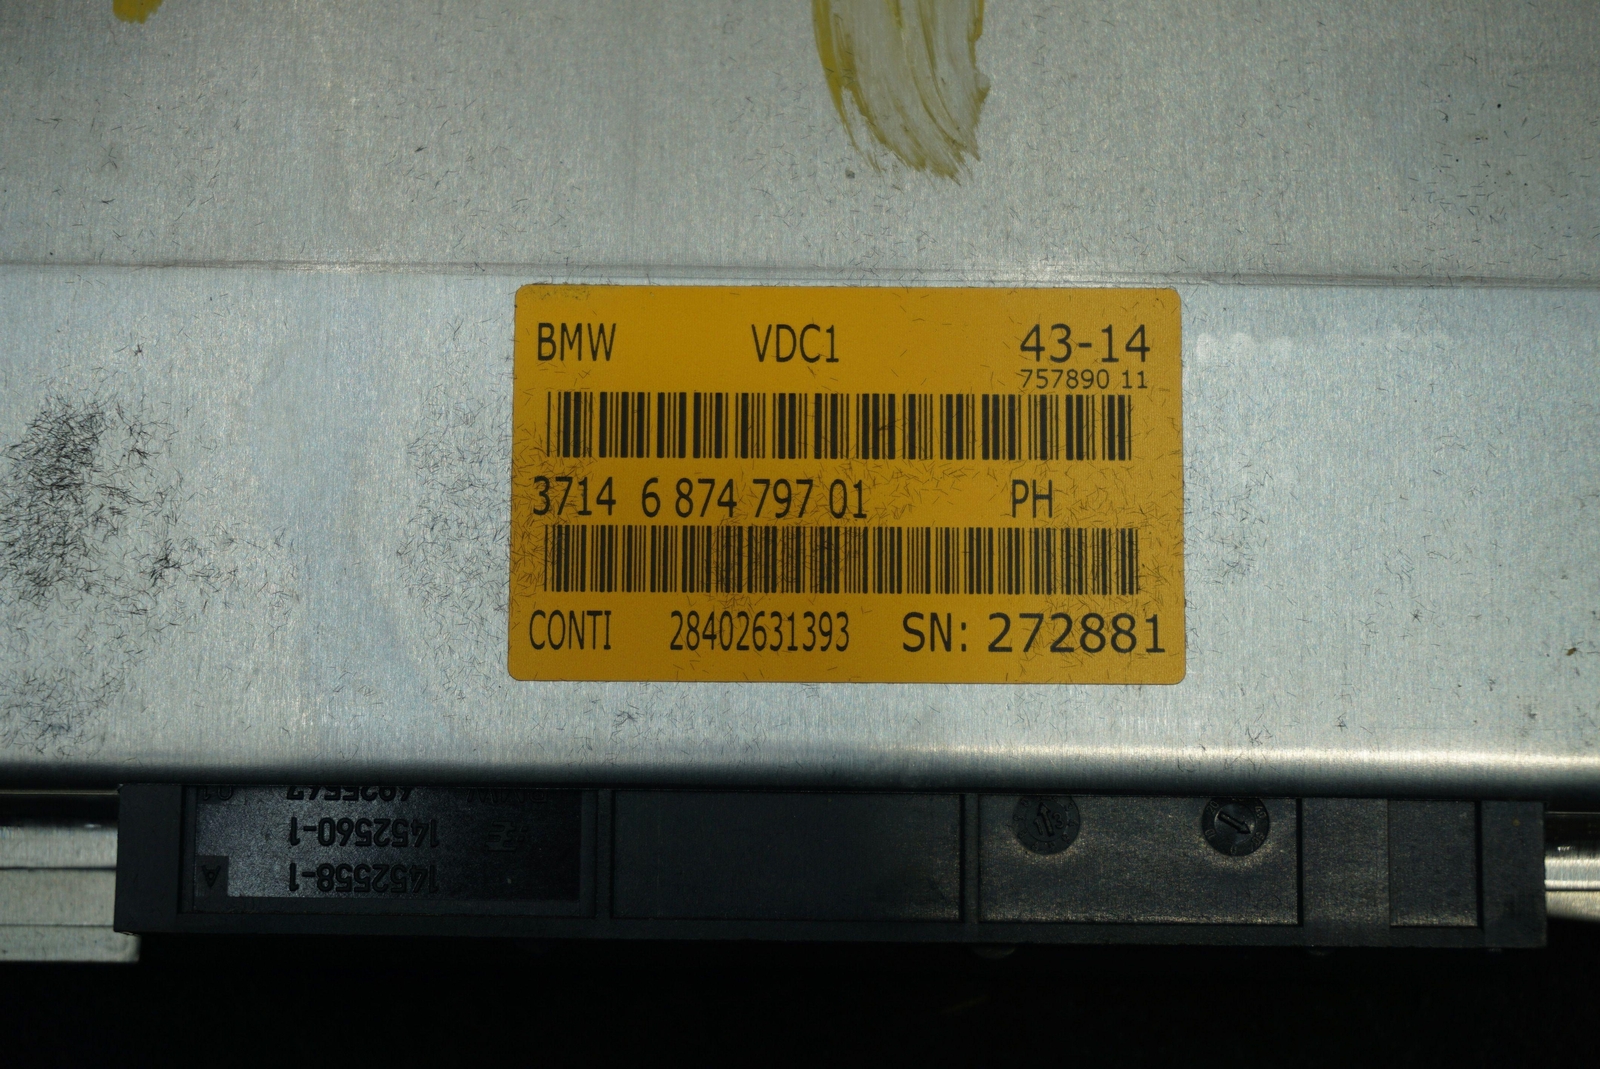 BMW VDC1 43-14
757890 11
3714 6 874 797 01 PH
CONTI 28402631393 SN: 272881
1452558-1
A
1452560-1